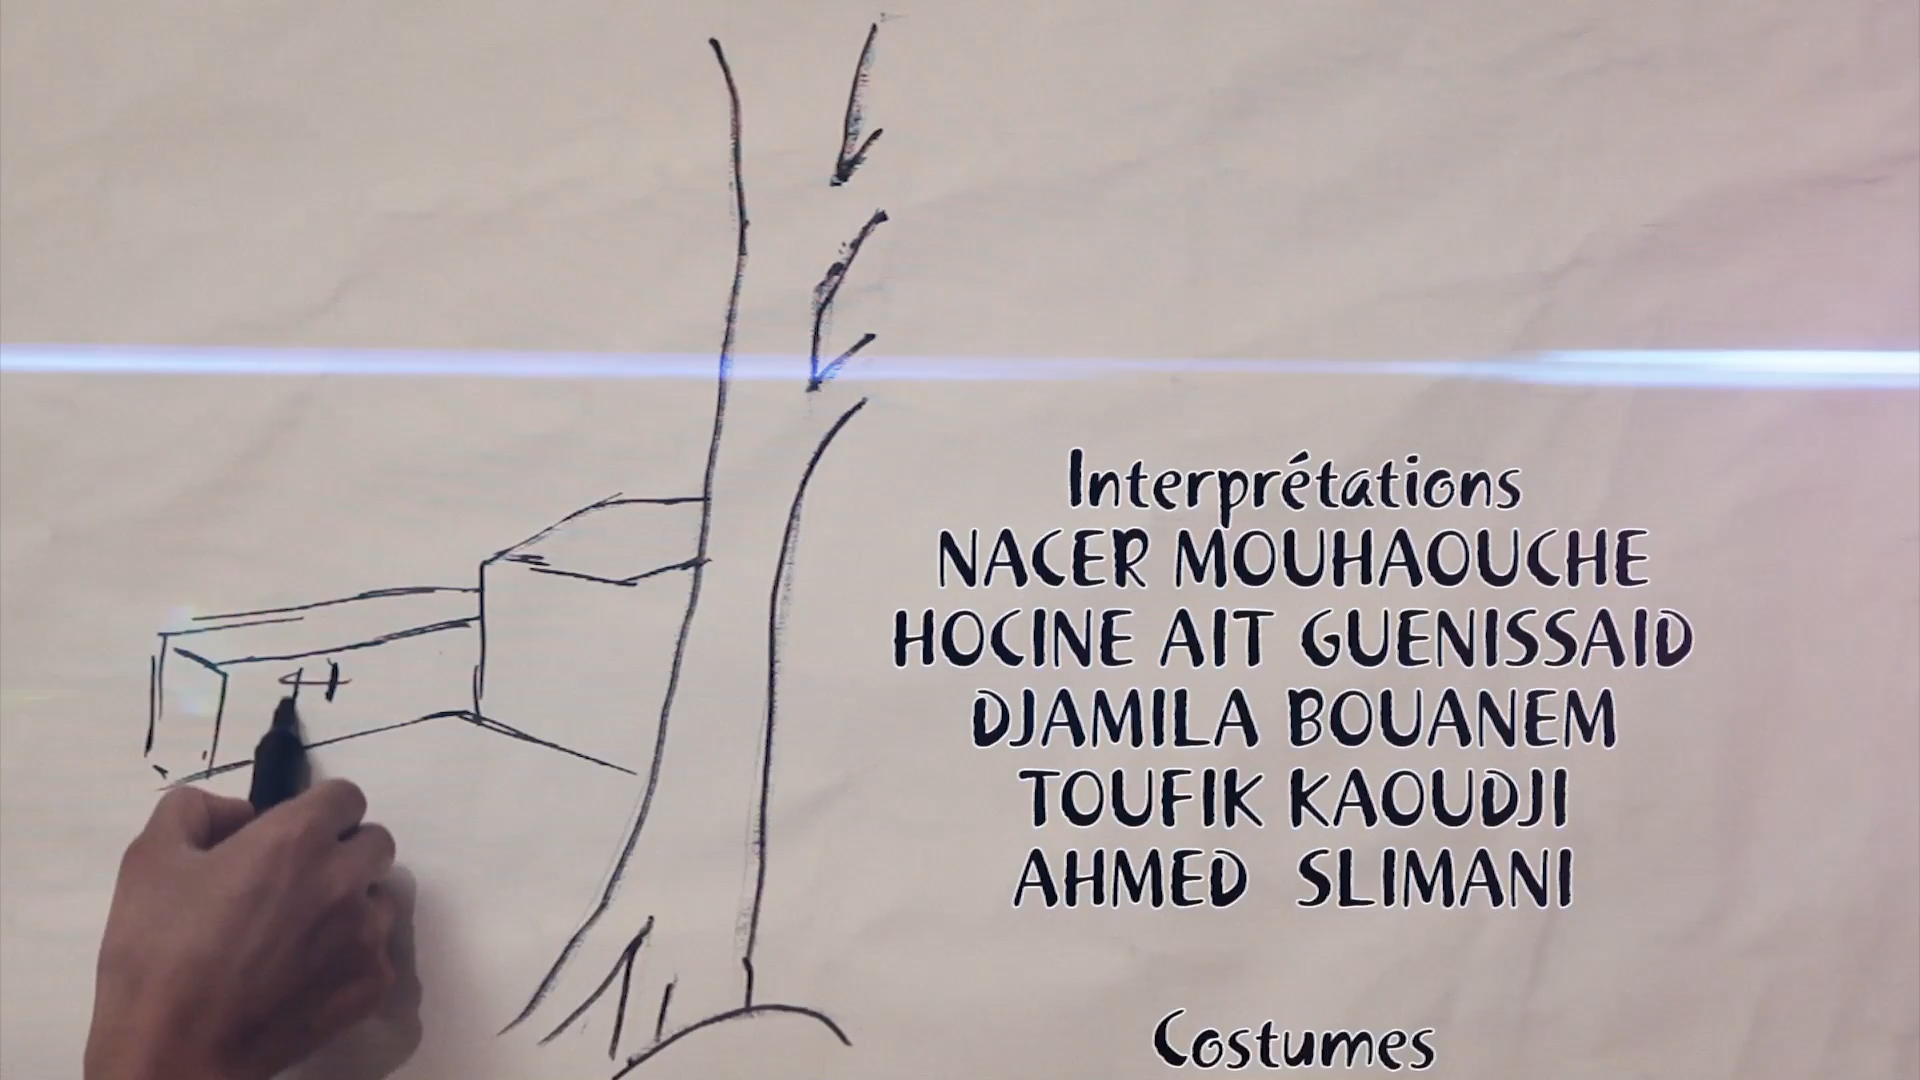 Interprétations
NACER MOUHAOUCHE
HOCINE AIT GUENISSAID
DJAMILA BOUANEM
TOUFIK KAOUDJI
AHMED SLIMANI
Costumes